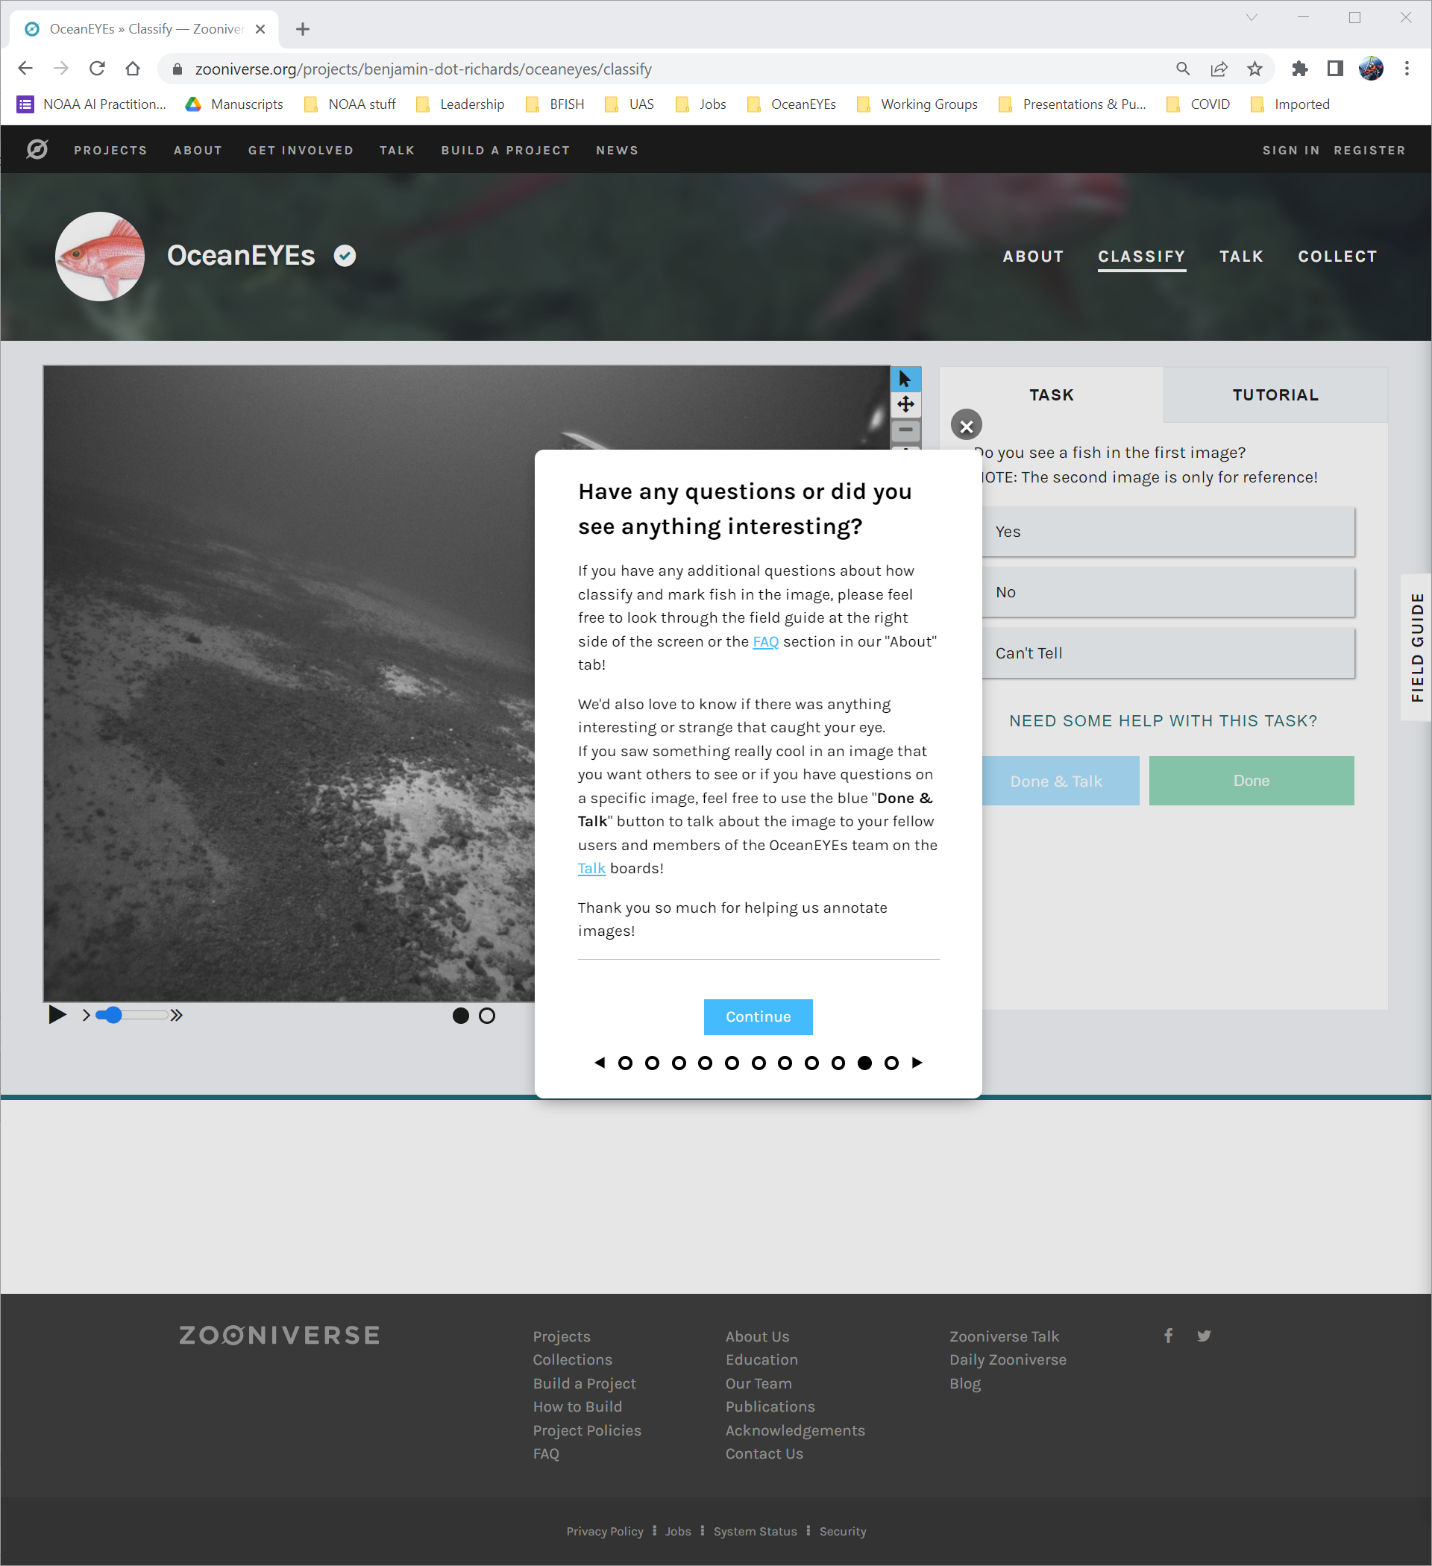 OceanEYEs » Classify — Zooniver
zooniverse.org/projects/benjamin-dot-richards/oceaneyes/classify
NOAA AI Practition... Manuscripts NOAA stuff Leadership BFISH UAS Jobs OceanEYEs Working Groups Presentations & Pu... COVID Imported
PROJECTS ABOUT GET INVOLVED TALK BUILD A PROJECT NEWS SIGN IN REGISTER
OceanEYEs
ABOUT CLASSIFY TALK COLLECT
TASK TUTORIAL
Do you see a fish in the first image?
NOTE: The second image is only for reference!
Yes
No
Can't Tell
NEED SOME HELP WITH THIS TASK?
Done & Talk Done
FIELD GUIDE
Have any questions or did you
see anything interesting?
If you have any additional questions about how
classify and mark fish in the image, please feel
free to look through the field guide at the right
side of the screen or the FAQ section in our "About"
tab!
We'd also love to know if there was anything
interesting or strange that caught your eye.
If you saw something really cool in an image that
you want others to see or if you have questions on
a specific image, feel free to use the blue "Done &
Talk" button to talk about the image to your fellow
users and members of the OceanEYEs team on the
Talk boards!
Thank you so much for helping us annotate
images!
Continue
ZOONIVERSE
Projects
Collections
Build a Project
How to Build
Project Policies
FAQ
About Us
Education
Our Team
Publications
Acknowledgements
Contact Us
Zooniverse Talk
Daily Zooniverse
Blog
Privacy Policy Jobs System Status Security